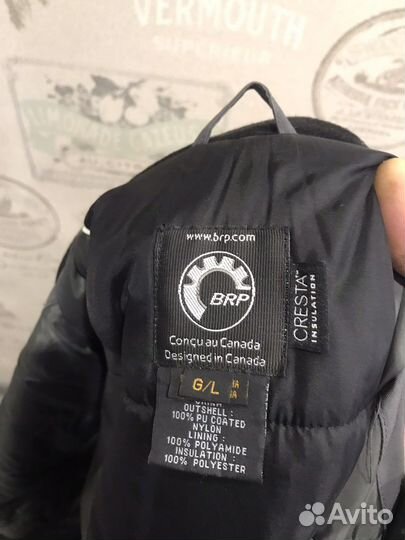 VERMOUTH
www.brp.com
BRP
Conçu au Canada
Designed in Canada
CRESTA™
INSULATION
G/L
OUTSHELL :
100% PU COATED
NYLON
LINING :
100% POLYAMIDE
INSULATION :
100% POLYESTER
Avito